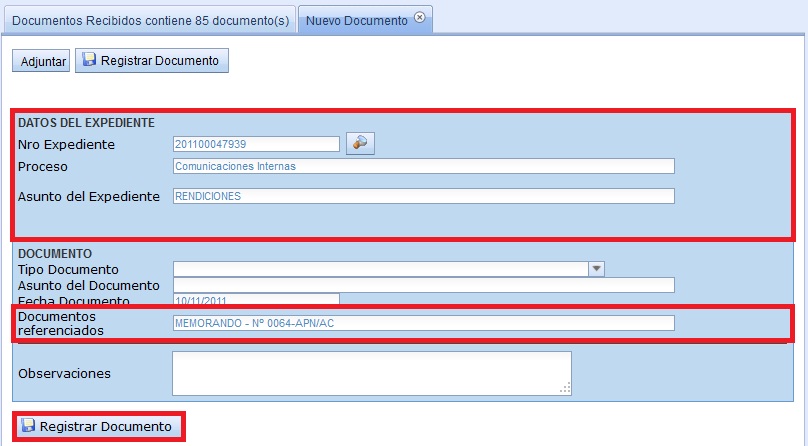 Documentos Recibidos contiene 85 documento(s) Nuevo Documento
Adjuntar Registrar Documento
DATOS DEL EXPEDIENTE
Nro Expediente 201100047939
Proceso Comunicaciones Internas
Asunto del Expediente RENDICIONES
DOCUMENTO
Tipo Documento
Asunto del Documento
Fecha Documento 10/11/2011
Documentos
referenciados MEMORANDO - Nº 0064-APN/AC
Observaciones
Registrar Documento